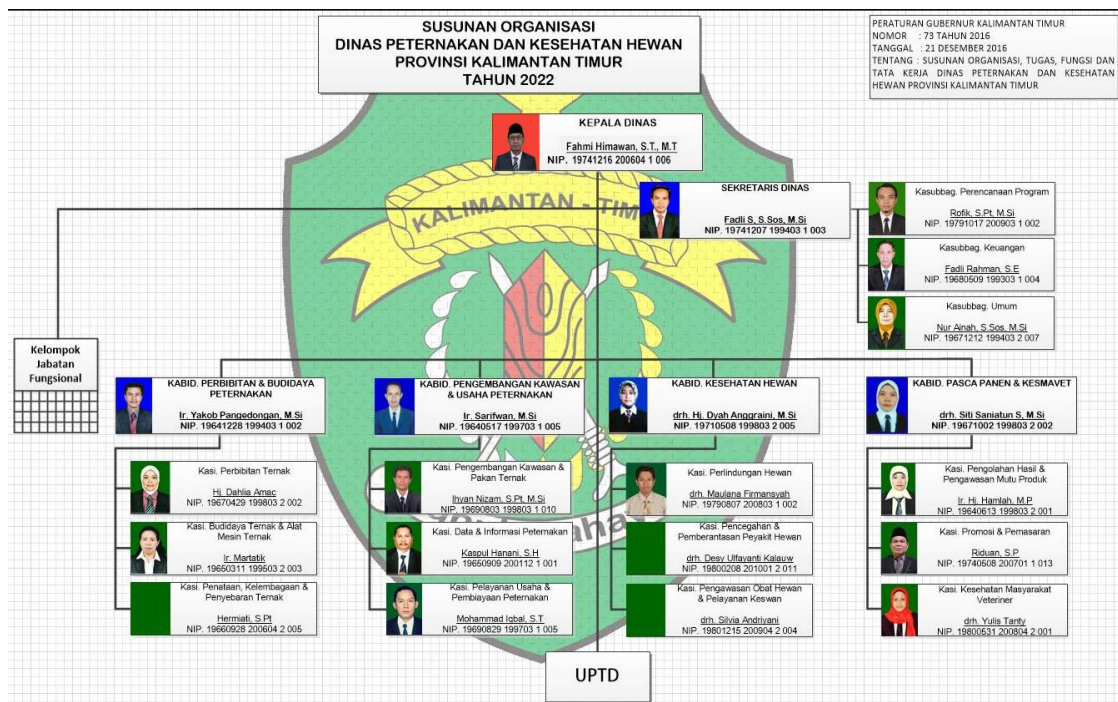 SUSUNAN ORGANISASI
DINAS PETERNAKAN DAN KESEHATAN HEWAN
PROVINSI KALIMANTAN TIMUR
TAHUN 2022
PERATURAN GUBERNUR KALIMANTAN TIMUR
NOMOR : 73 TAHUN 2016
TANGGAL : 21 DESEMBER 2016
TENTANG : SUSUNAN ORGANISASI, TUGAS, FUNGSI DAN
TATA KERJA DINAS PETERNAKAN DAN KESEHATAN
HEWAN PROVINSI KALIMANTAN TIMUR
KEPALA DINAS
Fahmi Himawan, S.T., M.T
NIP. 19741216 200604 1 006
KALIMANTAN - TIM
SEKRETARIS DINAS
Fadli S, S.Sos, M.Si
NIP. 19741207 199403 1 003
Kasubbag. Perencanaan Program
Rofik, S.Pt, M.Si
NIP. 19791017 200903 1 002
Kasubbag. Keuangan
Fadli Rahman, S.E
NIP. 19680509 199303 1 004
Kasubbag. Umum
Nur Ainah, S.Sos, M.Si
NIP. 19671212 199403 2 007
Kelompok
Jabatan
Fungsional
KABID. PERBIBITAN & BUDIDAYA
PETERNAKAN
Ir. Yakob Pangedongan, M.Si
NIP. 19641228 199403 1 002
Kasi. Perbibitan Ternak
Hj. Dahlia Amac
NIP. 19670429 199803 2 002
Kasi. Budidaya Ternak & Alat
Mesin Ternak
Ir. Martatik
NIP. 19650311 199503 2 003
Kasi. Penataan, Kelembagaan &
Penyebaran Ternak
Hermiati, S.Pt
NIP. 19660928 200604 2 005
KABID. PENGEMBANGAN KAWASAN
& USAHA PETERNAKAN
Ir. Sarifwan, M.Si
NIP. 19640517 199703 1 005
Kasi. Pengembangan Kawasan &
Pakan Ternak
Ihvan Nizam, S.Pt, M.Si
NIP. 19690803 199803 1 010
Kasi. Data & Informasi Peternakan
Kaspul Hanani, S.H
NIP. 19650909 200112 1 001
Kasi. Pelayanan Usaha &
Pembiayaan Peternakan
Mohammad Iqbal, S.T
NIP. 19690829 199703 1 005
KABID. KESEHATAN HEWAN
drh. Hj. Dyah Anggraini, M.Si
NIP. 19710508 199803 2 005
Kasi. Perlindungan Hewan
drh. Maulana Firmansyah
NIP. 19790807 200803 1 002
Kasi. Pencegahan &
Pemberantasan Peyakit Hewan
drh. Desy Ulfayanti Kalauw
NIP. 19800208 201001 2 011
Kasi. Pengawasan Obat Hewan
& Pelayanan Keswan
drh. Silvia Andriyani
NIP. 19801215 200904 2 004
KABID. PASCA PANEN & KESMAVET
drh. Siti Saniatun S, M.Si
NIP. 19671002 199803 2 002
Kasi. Pengolahan Hasil &
Pengawasan Mutu Produk
Ir. Hj. Hamlah, M.P
NIP. 19640613 199803 2 001
Kasi. Promosi & Pemasaran
Riduan, S.P
NIP. 19740508 200701 1 013
Kasi. Kesehatan Masyarakat
Veteriner
drh. Yulis Tanty
NIP. 19800531 200804 2 001
UPTD